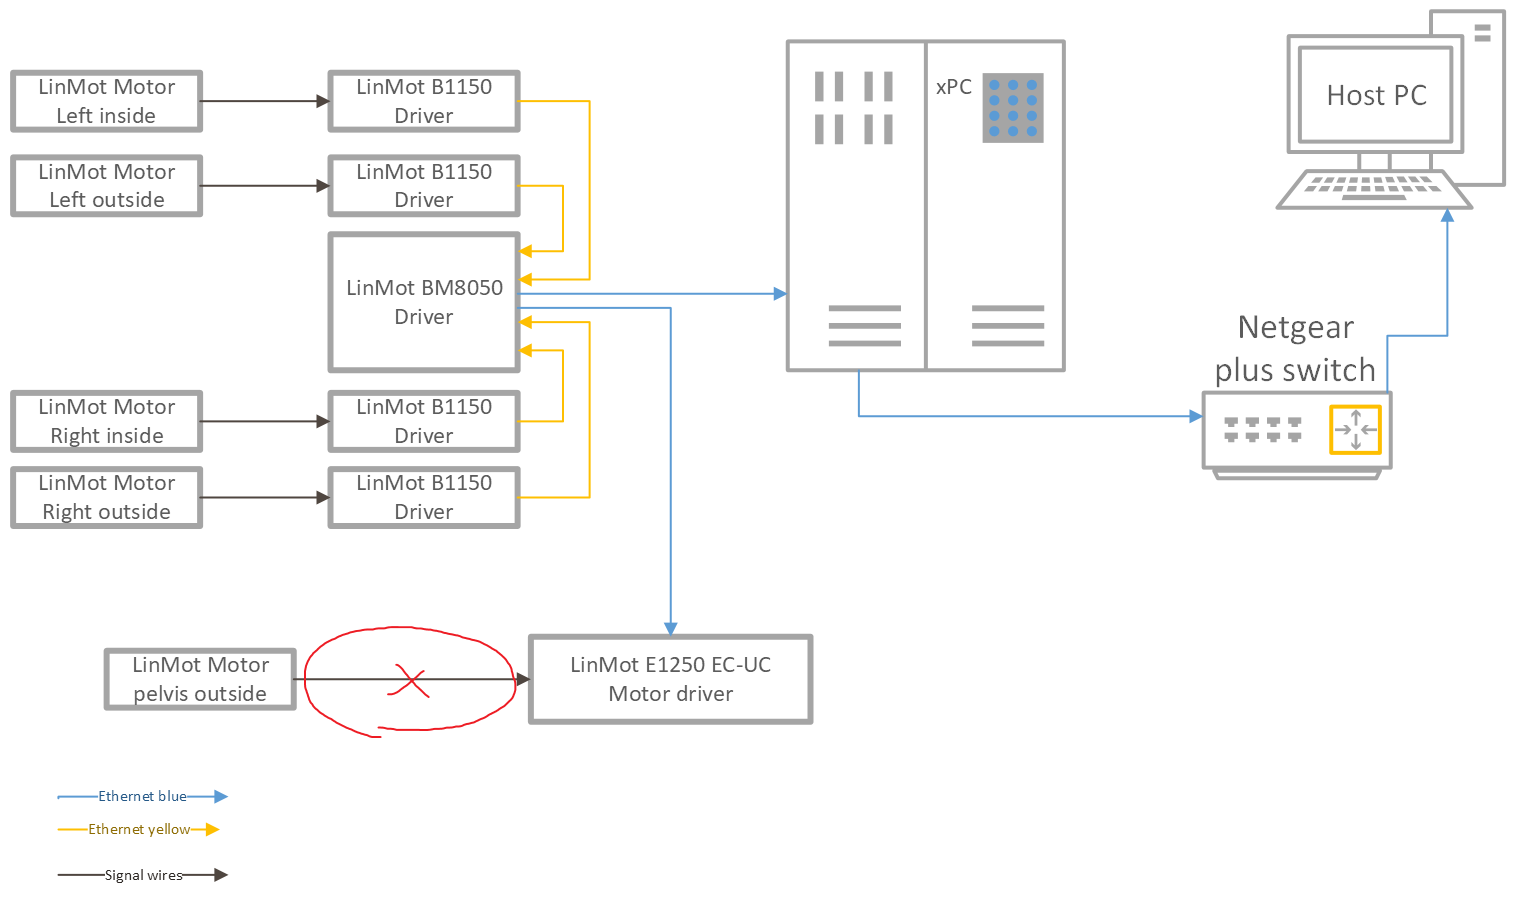 LinMot Motor
Left inside
LinMot B1150
Driver
LinMot Motor
Left outside
LinMot B1150
Driver
LinMot BM8050
Driver
LinMot Motor
Right inside
LinMot B1150
Driver
LinMot Motor
Right outside
LinMot B1150
Driver
xPC
Host PC
Netgear
plus switch
LinMot Motor
pelvis outside
LinMot E1250 EC-UC
Motor driver
Ethernet blue
Ethernet yellow
Signal wires